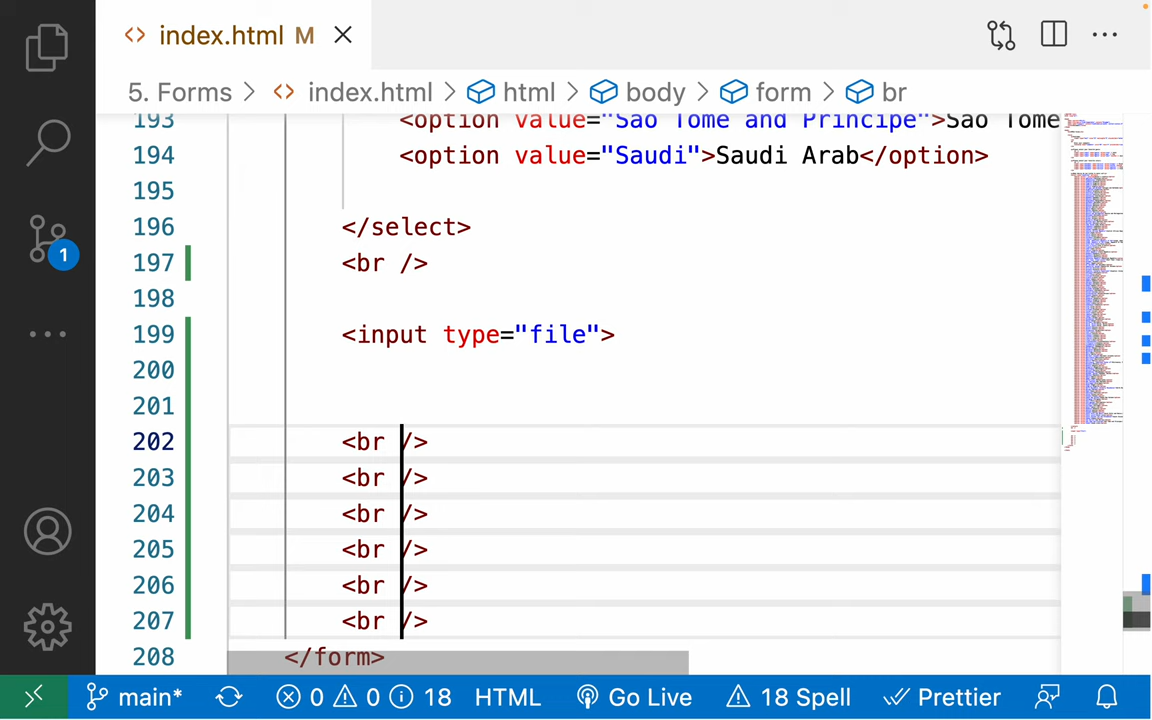 index.html M
5. Forms > index.html > html > body > form > br
193 <option value="Sao Tome and Principe">Sao Tome
194 <option value="Saudi">Saudi Arab</option>
195
196 </select>
197 <br />
198
199 <input type="file">
200
201
202 <br />
203 <br />
204 <br />
205 <br />
206 <br />
207 <br />
208 </form>
1
main* 0 0 18 HTML Go Live 18 Spell Prettier